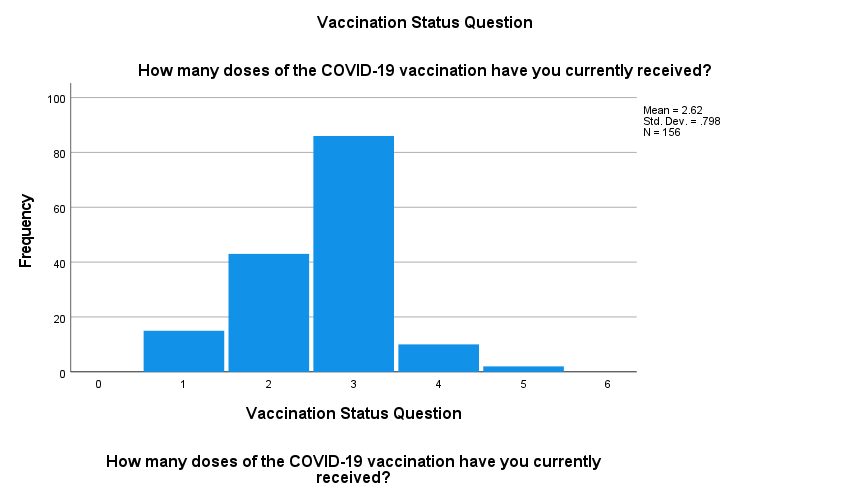 Vaccination Status Question
How many doses of the COVID-19 vaccination have you currently received?
Mean = 2.62
Std. Dev. = .798
N = 156
Frequency
100
80
60
40
20
0
0 1 2 3 4 5 6
Vaccination Status Question
How many doses of the COVID-19 vaccination have you currently
received?